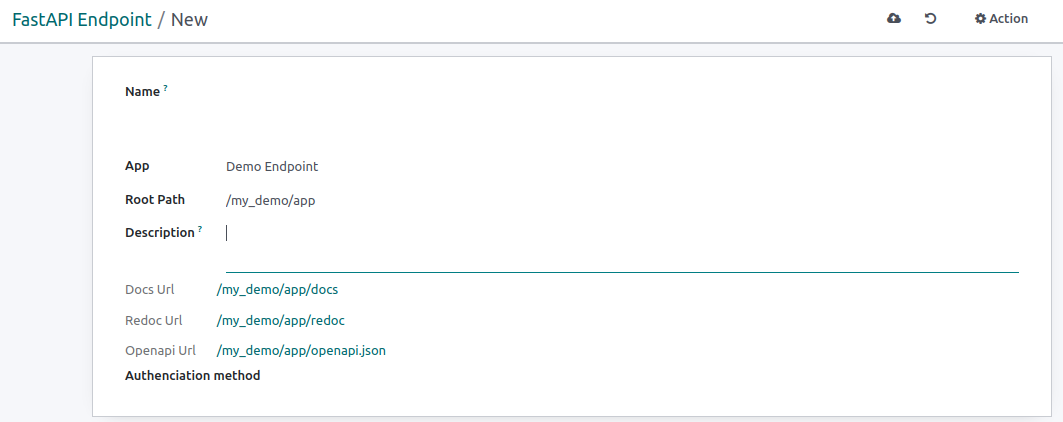 FastAPI Endpoint / New
Action
Name ?
App Demo Endpoint
Root Path /my_demo/app
Description ?
Docs Url /my_demo/app/docs
Redoc Url /my_demo/app/redoc
Openapi Url /my_demo/app/openapi.json
Authenciation method